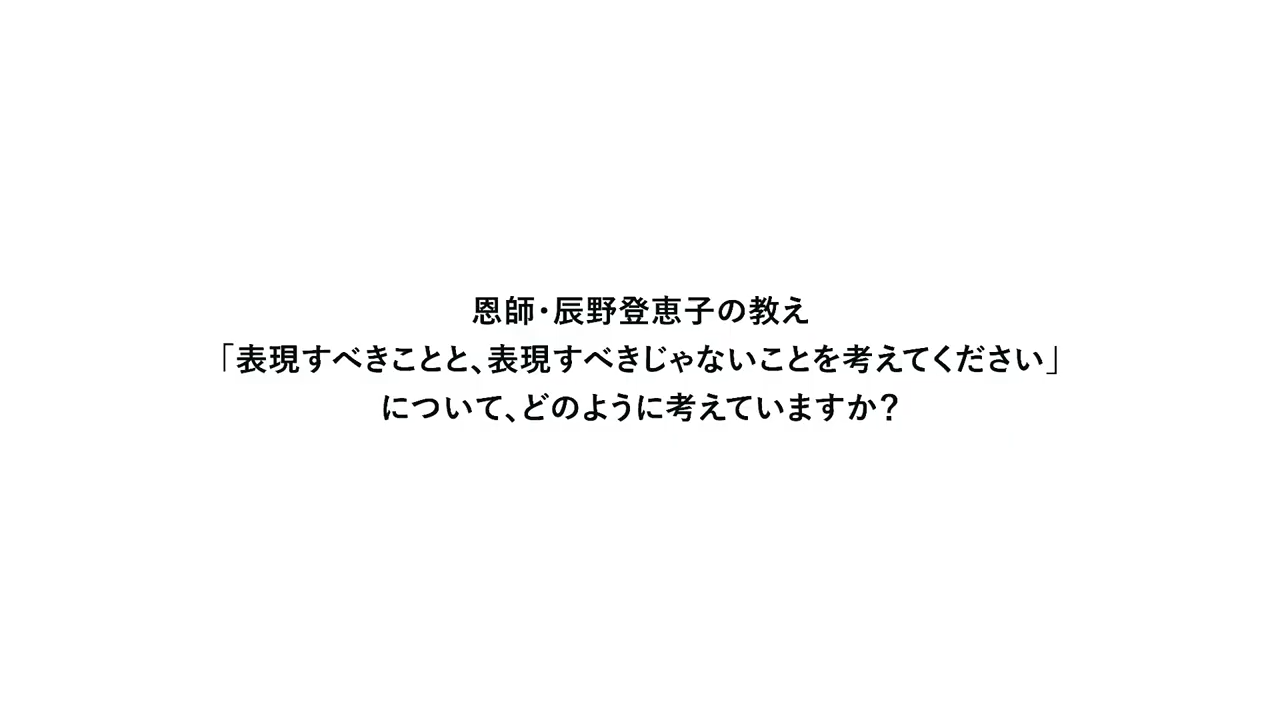 恩師・辰野登恵子の教え
「表現すべきことと、表現すべきじゃないことを考えてください」
について、どのように考えていますか？